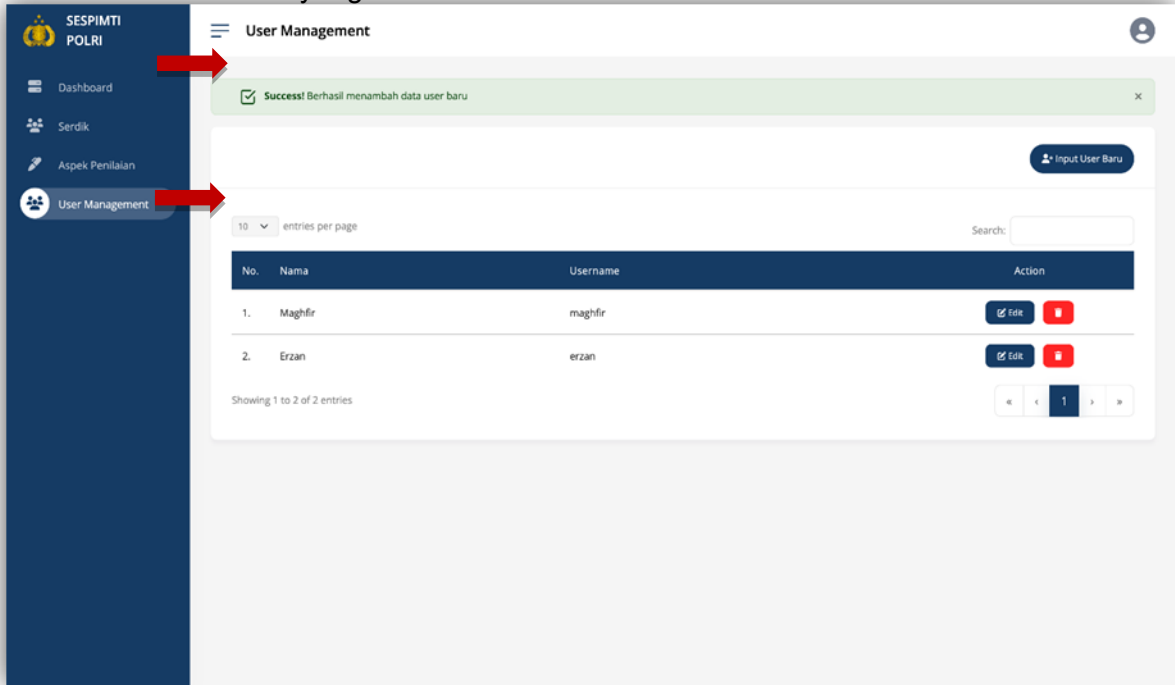 SESPIMTI
POLRI
User Management
Dashboard
Serdik
Aspek Penilaian
User Management
Success! Berhasil menambah data user baru
×
Input User Baru
10 entries per page
Search:
No. Nama Username Action
1. Maghfir maghfir Edit
2. Erzan erzan Edit
Showing 1 to 2 of 2 entries
« ‹ 1 › »